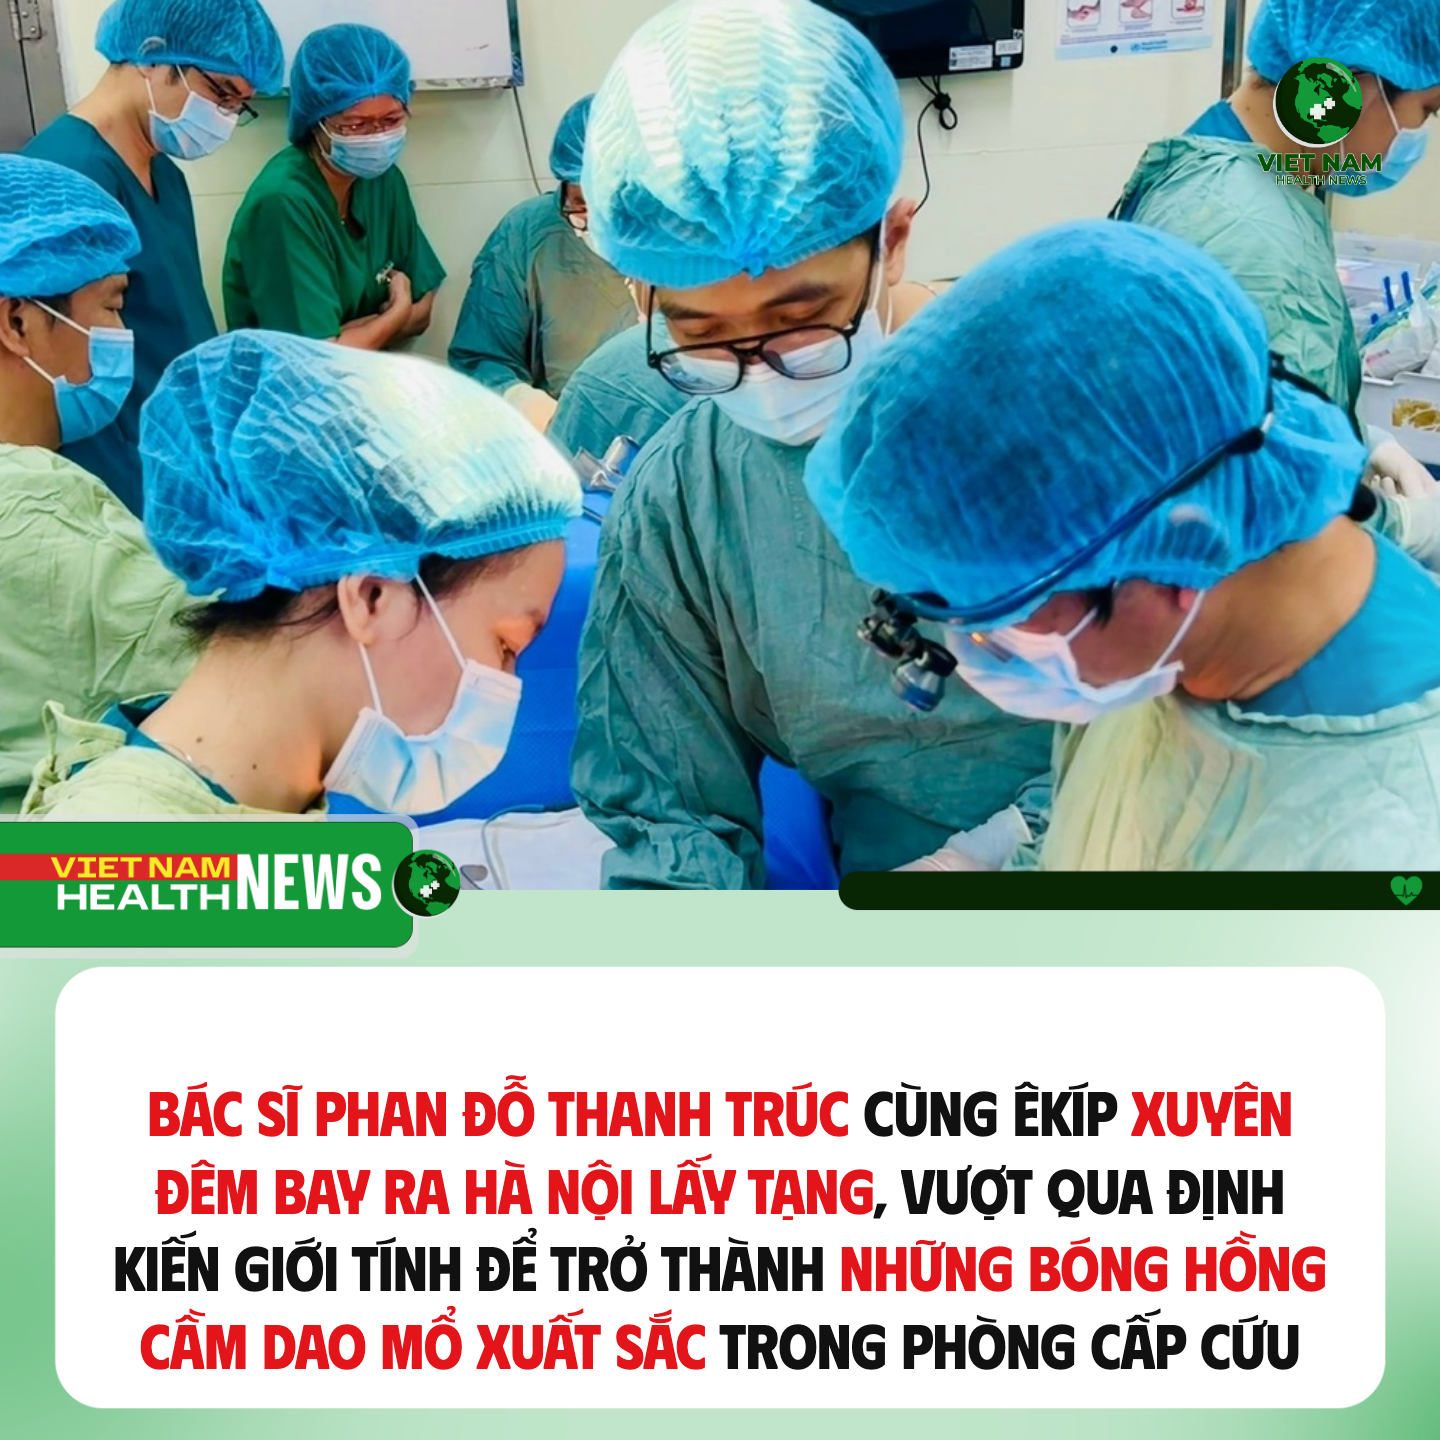 VIET NAM
HEALTH NEWS
VIET NAM
HEALTH NEWS
BÁC SĨ PHAN ĐỖ THANH TRÚC CÙNG ÊKÍP XUYÊN
ĐÊM BAY RA HÀ NỘI LẤY TẠNG, VƯỢT QUA ĐỊNH
KIẾN GIỚI TÍNH ĐỂ TRỞ THÀNH NHỮNG BÓNG HỒNG
CẦM DAO MỔ XUẤT SẮC TRONG PHÒNG CẤP CỨU